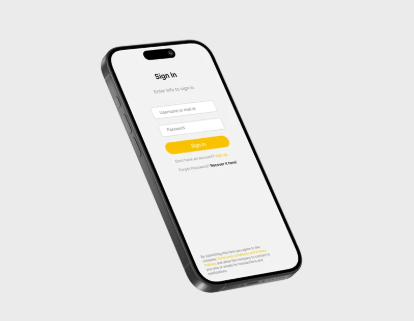 Sign In
Enter info to sign in
Username or mail id
Password
Sign in
Don't have an account? Sign up
Forgot Password? Recover it here!
By submitting this form you agree to the
and allow the company to contact
you via
notifications.